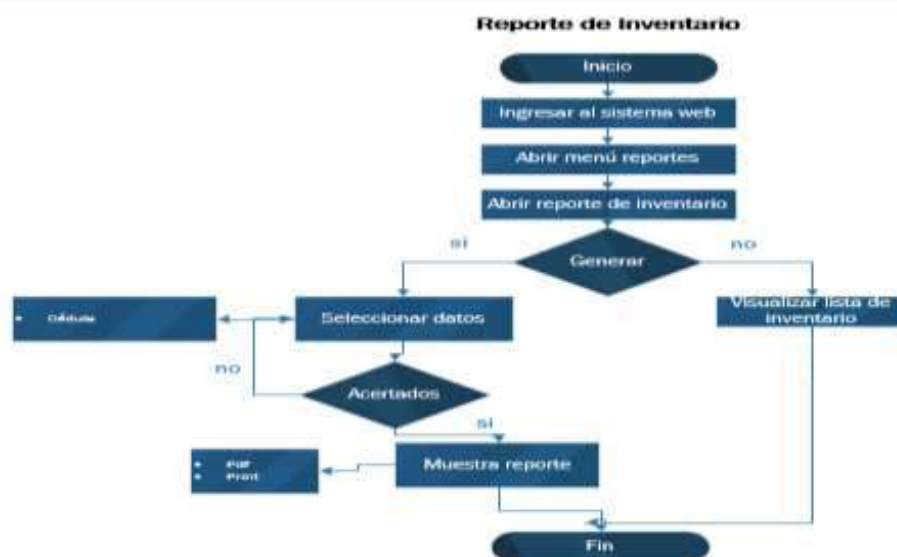 Reporte de Inventario
Inicio
Ingresar al sistema web
Abrir menú reportes
Abrir reporte de inventario
si
no
Generar
Cédula
Seleccionar datos
Visualizar lista de
inventario
no
Acertados
si
Muestra reporte
Pdf
Print
Fin